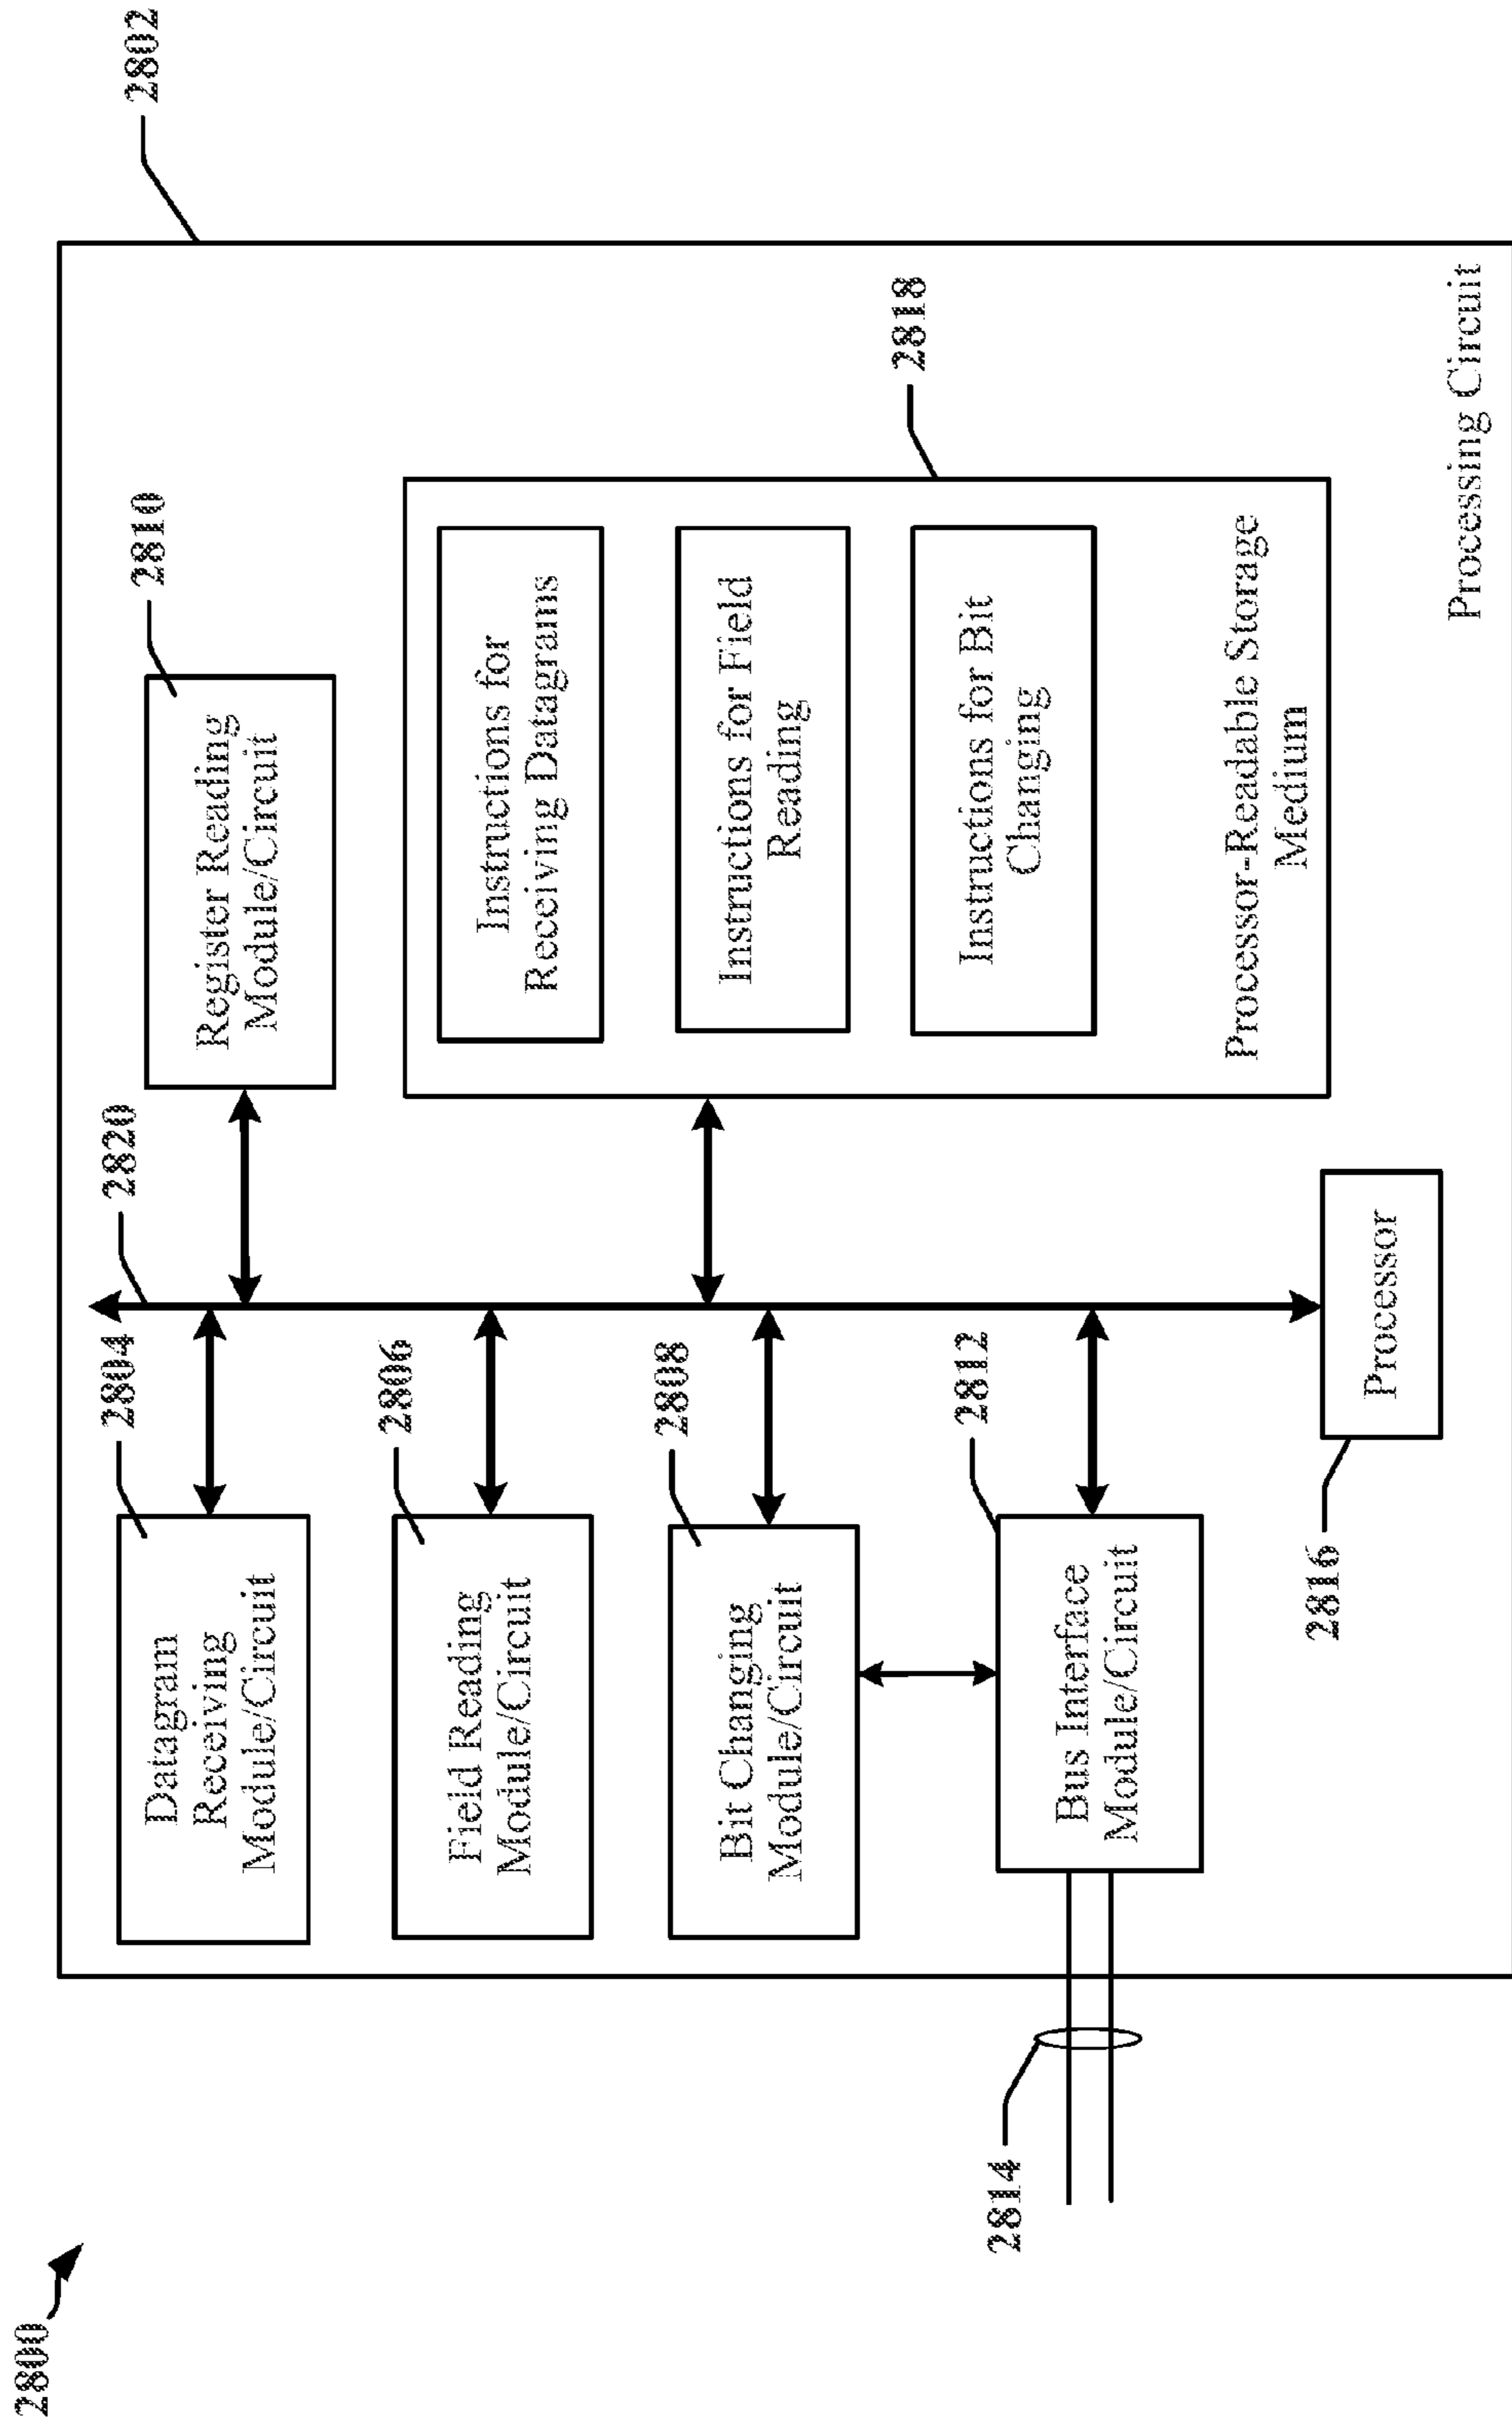 2800
2802
2804
Datagram
Receiving
Module/Circuit
2820
2810
Register Reading
Module/Circuit
2806
Field Reading
Module/Circuit
2818
Instructions for
Receiving Datagrams
Instructions for Field
Reading
Instructions for Bit
Changing
Processor-Readable Storage
Medium
2808
Bit Changing
Module/Circuit
2812
Bus Interface
Module/Circuit
2814
2816
Processor
Processing Circuit